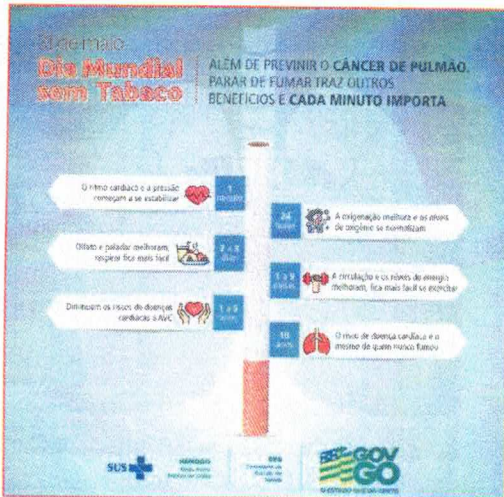 31 de maio
Dia Mundial
sem Tabaco
ALÉM DE PREVINIR O CÂNCER DE PULMÃO,
PARAR DE FUMAR TRAZ OUTROS
BENEFÍCIOS E CADA MINUTO IMPORTA
O ritmo cardíaco e a pressão
começam a se estabilizar
1
24
horas
A oxigenação melhora e os níveis
de oxigênio se normalizam
Olfato e paladar melhoram,
respirar fica mais fácil
2 a 3
dias
1 a 9
meses
A circulação e os níveis de energia
melhoram, fica mais fácil se exercitar
Diminuem os riscos de doenças
cardíacas e AVC
1 a 5
anos
anos
O risco de doença cardíaca é o
mesmo de quem nunca fumou
SUS
HEMOGO
SES
GOV
GO